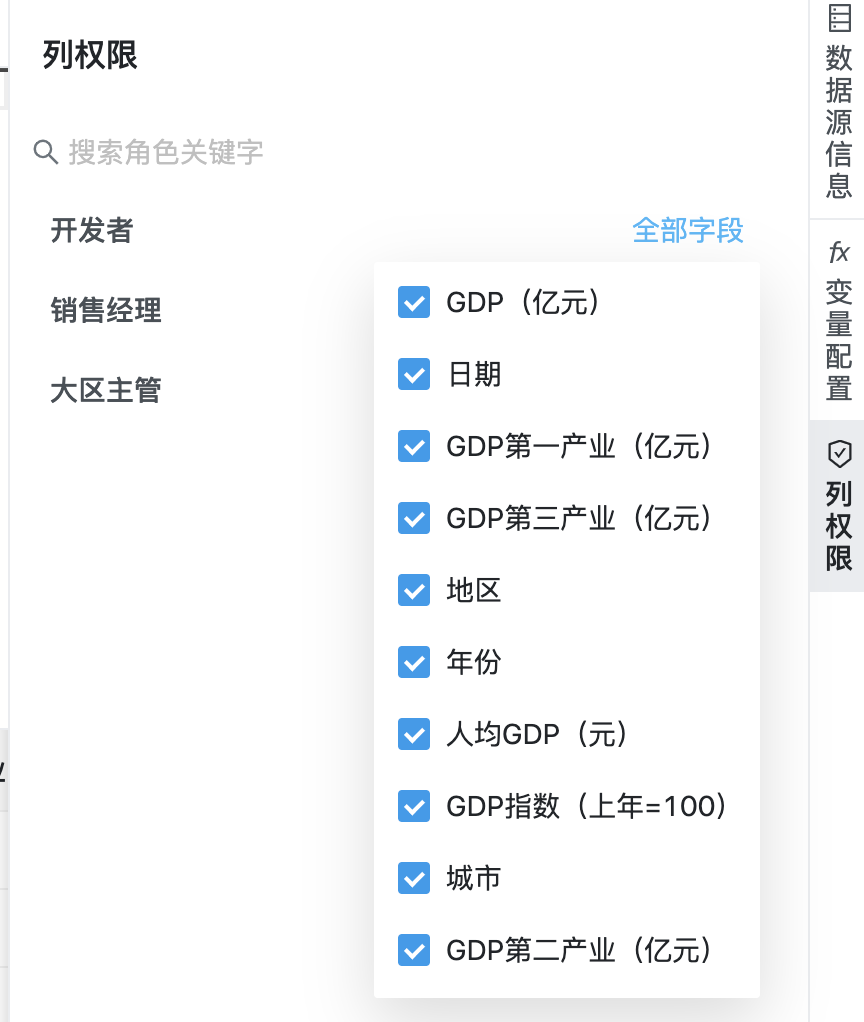 列权限
搜索角色关键字
开发者
全部字段
销售经理
大区主管
GDP（亿元）
日期
GDP第一产业（亿元）
GDP第三产业（亿元）
地区
年份
人均GDP（元）
GDP指数（上年=100）
城市
GDP第二产业（亿元）
数据源信息
fx
变量配置
列权限